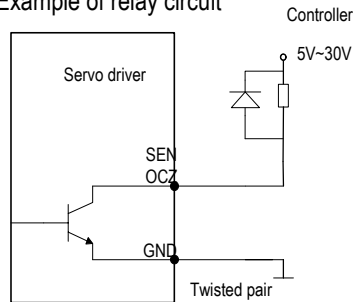 Example of relay circuit
Controller
5V~30V
Servo driver
SEN
OCZ
GND
Twisted pair